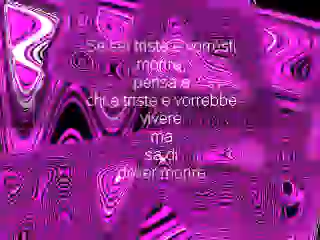 Se sei triste e vorresti
morire,
pensa a
chi è triste e vorrebbe
vivere
ma
sa di
dover morire